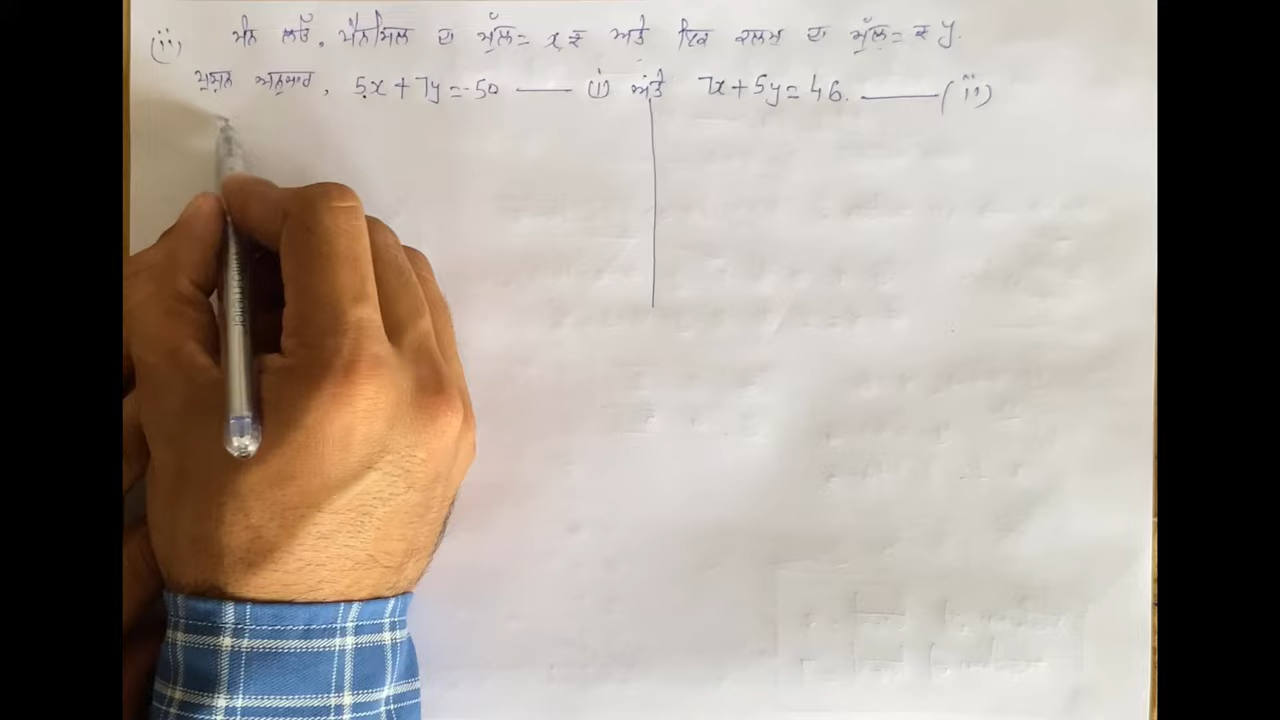 (ii) ਮੰਨ ਲਓ, ਪੈਨਸਿਲ ਦਾ ਮੁੱਲ= x ₹ ਅਤੇ ਇਕ ਕਲਮ ਦਾ ਮੁੱਲ= ₹ y.
ਪ੍ਰਸ਼ਨ ਅਨੁਸਾਰ, 5x + 7y = 50 —— (i) ਅਤੇ 7x + 5y = 46. —— (ii)